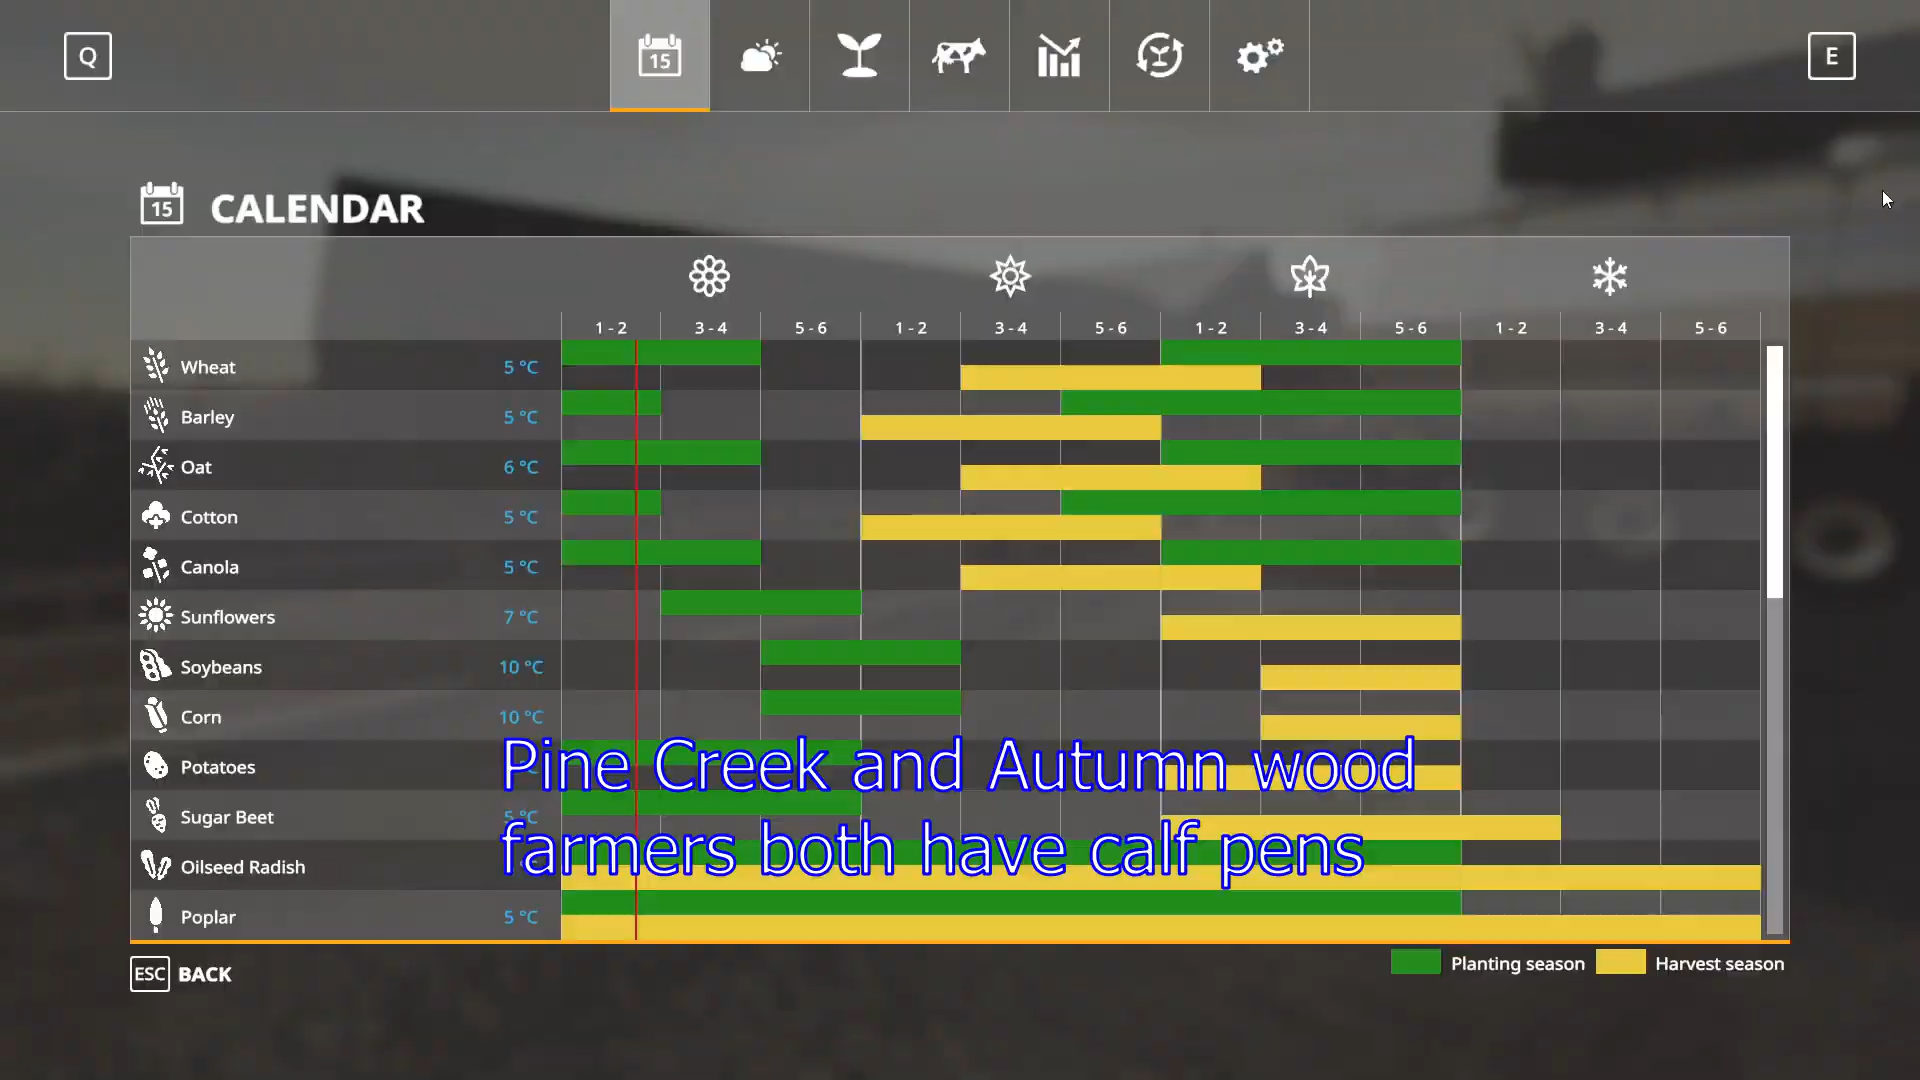 Q
15
E
15 CALENDAR
1 - 2 3 - 4 5 - 6 1 - 2 3 - 4 5 - 6 1 - 2 3 - 4 5 - 6 1 - 2 3 - 4 5 - 6
Wheat 5 °C
Barley 5 °C
Oat 6 °C
Cotton 5 °C
Canola 5 °C
Sunflowers 7 °C
Soybeans 10 °C
Corn 10 °C
Potatoes
Sugar Beet 5 °C
Oilseed Radish
Poplar 5 °C
Pine Creek and Autumn wood
farmers both have calf pens
ESC BACK
Planting season Harvest season